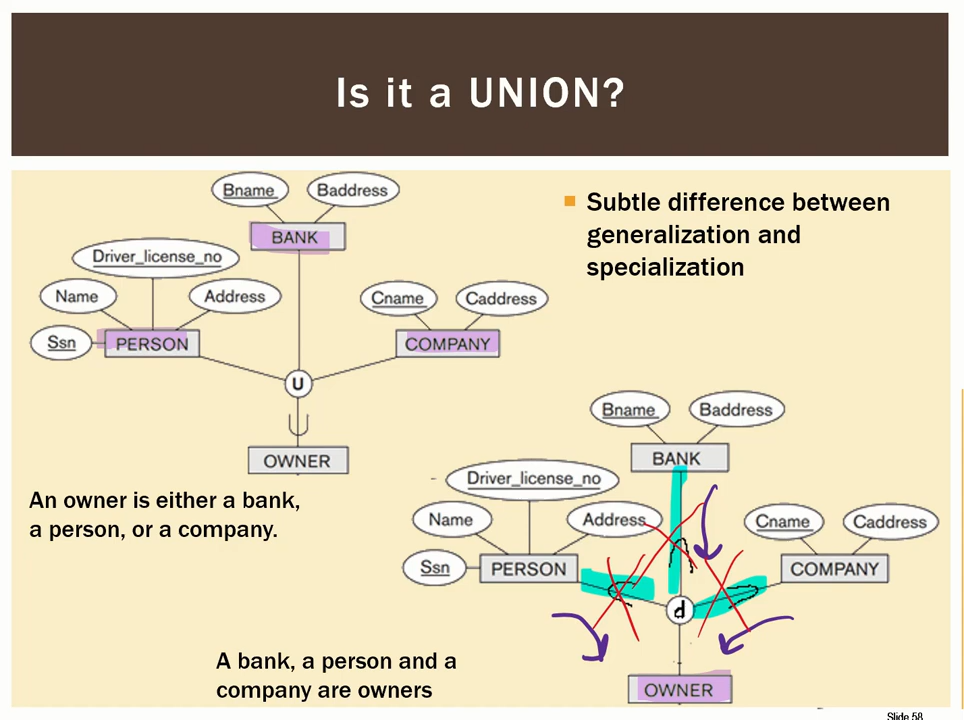 Is it a UNION?
Bname
Baddress
BANK
Driver_license_no
Name
Address
Cname
Caddress
Ssn
PERSON
COMPANY
U
OWNER
An owner is either a bank,
a person, or a company.
Subtle difference between
generalization and
specialization
Bname
Baddress
BANK
Driver_license_no
Name
Address
Cname
Caddress
Ssn
PERSON
COMPANY
d
OWNER
A bank, a person and a
company are owners
Slide 58